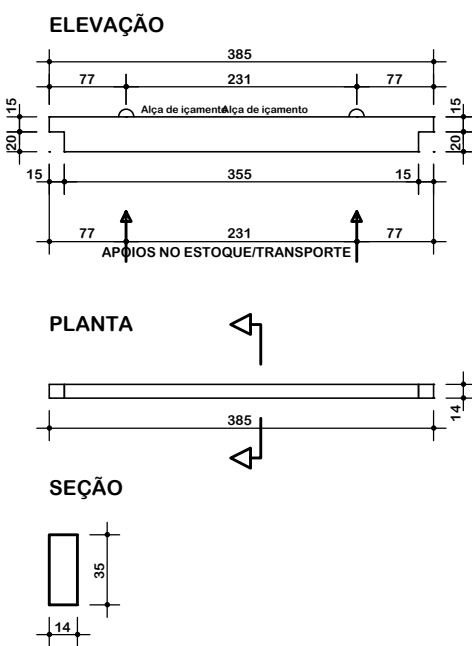 ELEVAÇÃO
385
77 231 77
Alça de içamento Alça de içamento
15 15
20 20
15 355 15
77 231 77
APOIOS NO ESTOQUE/TRANSPORTE
PLANTA
14
385
SEÇÃO
35
14